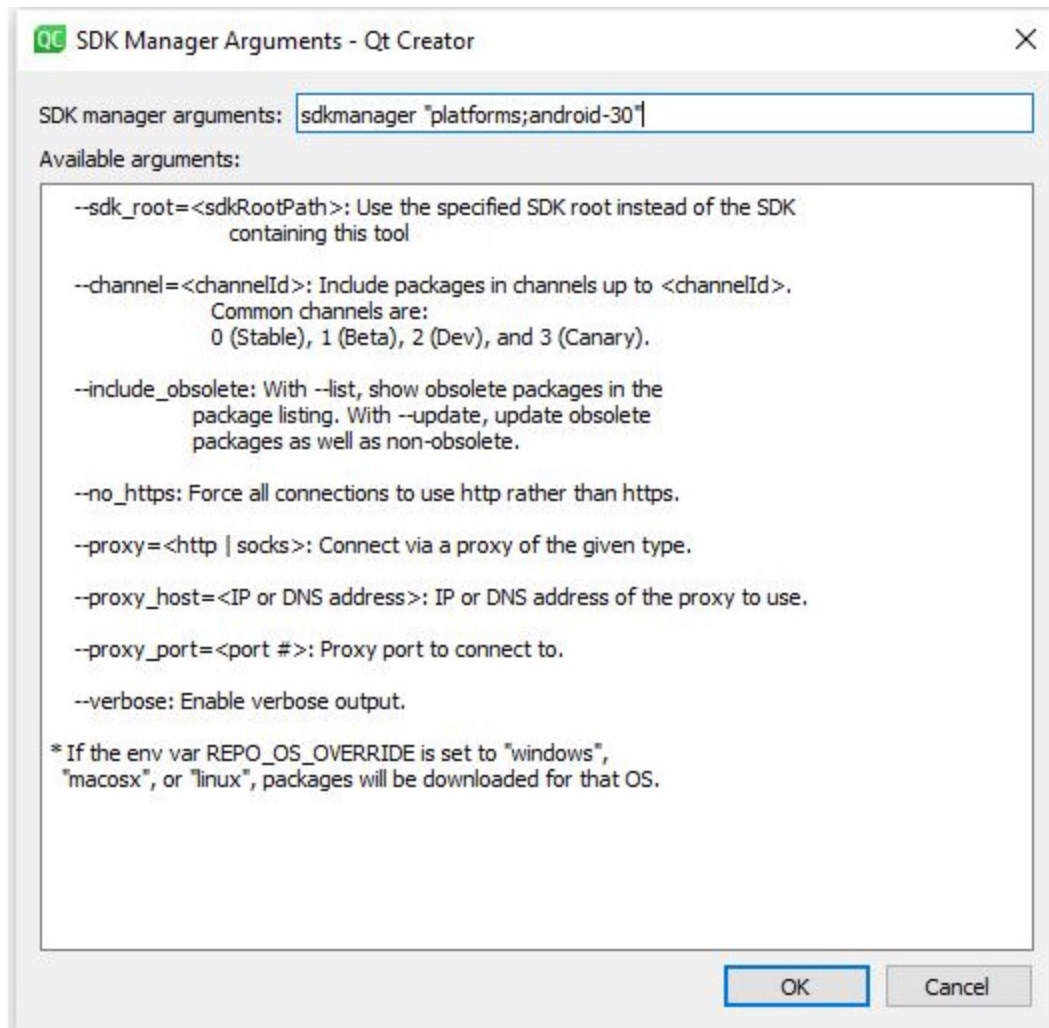 QC SDK Manager Arguments - Qt Creator
SDK manager arguments: sdkmanager "platforms;android-30"
Available arguments:
--sdk_root=<sdkRootPath>: Use the specified SDK root instead of the SDK
containing this tool
--channel=<channelId>: Include packages in channels up to <channelId>.
Common channels are:
0 (Stable), 1 (Beta), 2 (Dev), and 3 (Canary).
--include_obsolete: With --list, show obsolete packages in the
package listing. With --update, update obsolete
packages as well as non-obsolete.
--no_https: Force all connections to use http rather than https.
--proxy=<http | socks>: Connect via a proxy of the given type.
--proxy_host=<IP or DNS address>: IP or DNS address of the proxy to use.
--proxy_port=<port #>: Proxy port to connect to.
--verbose: Enable verbose output.
* If the env var REPO_OS_OVERRIDE is set to "windows",
"macosx", or "linux", packages will be downloaded for that OS.
OK Cancel